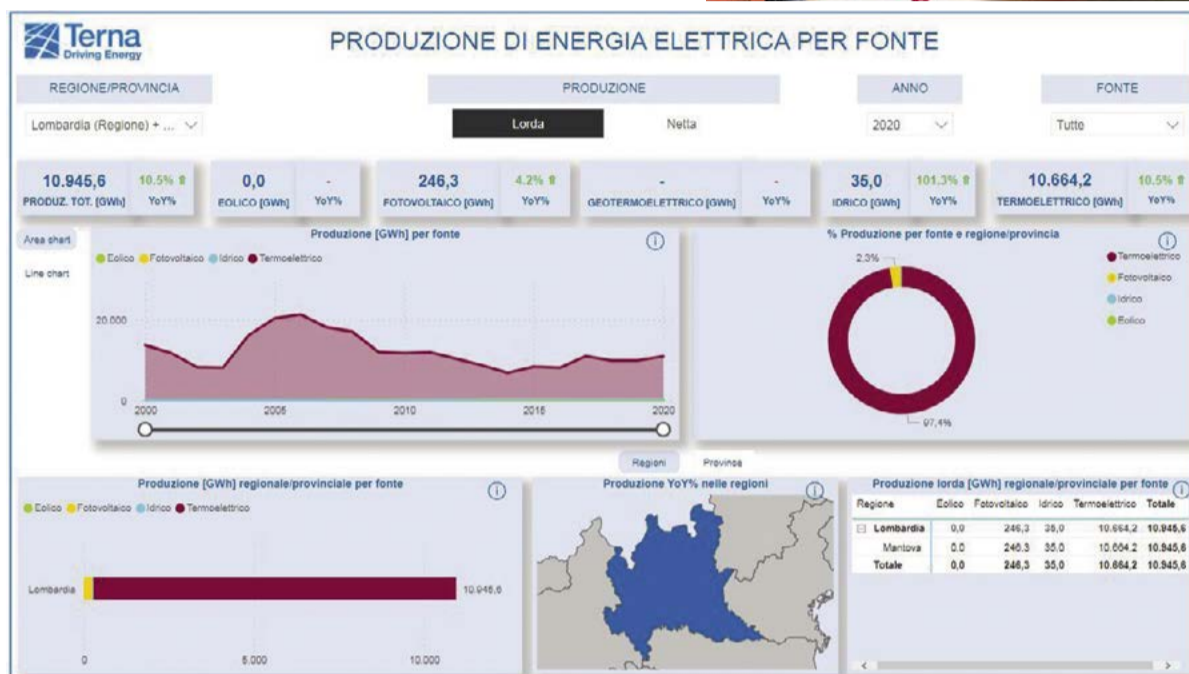 Terna
Driving Energy
PRODUZIONE DI ENERGIA ELETTRICA PER FONTE
REGIONE/PROVINCIA
PRODUZIONE
ANNO
FONTE
Lombardia (Regione) + ...
Lorda
Netta
2020
Tutte
10.945,6
PRODUZ. TOT. [GWh]
10.5%
YoY%
0,0
EOLICO [GWh]
-
YoY%
246,3
FOTOVOLTAICO [GWh]
4.2%
YoY%
-
GEOTERMOELETTRICO [GWh]
-
YoY%
35,0
IDRICO [GWh]
101.3%
YoY%
10.664,2
TERMOELETTRICO [GWh]
10.5%
YoY%
Area chart
Line chart
Produzione [GWh] per fonte
Eolico Fotovoltaico Idrico Termoelettrico
20.000
0
2000 2005 2010 2015 2020
% Produzione per fonte e regione/provincia
2,3%
97,4%
Termoelettrico
Fotovoltaico
Idrico
Eolico
Regioni
Province
Produzione [GWh] regionale/provinciale per fonte
Eolico Fotovoltaico Idrico Termoelettrico
Lombardia
10.945,6
0 5.000 10.000
Produzione YoY% nelle regioni
Produzione lorda [GWh] regionale/provinciale per fonte
Regione Eolico Fotovoltaico Idrico Termoelettrico Totale
Lombardia 0,0 246,3 35,0 10.664,2 10.945,6
Mantova 0,0 246,3 35,0 10.664,2 10.945,6
Totale 0,0 246,3 35,0 10.664,2 10.945,6